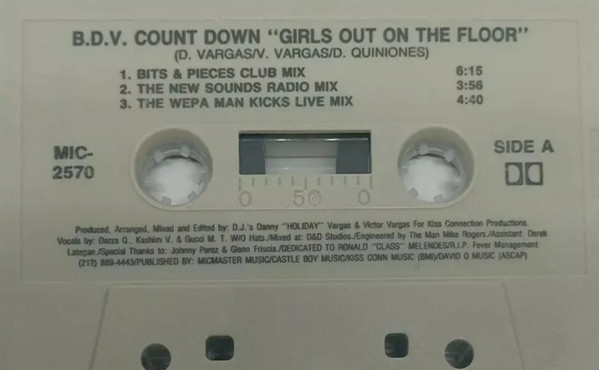 B.D.V. COUNT DOWN "GIRLS OUT ON THE FLOOR"
(D. VARGAS/V. VARGAS/D. QUINIONES)
1. BITS & PIECES CLUB MIX 6:15
2. THE NEW SOUNDS RADIO MIX 3:56
3. THE WEPA MAN KICKS LIVE MIX 4:40
MIC-
2570
SIDE A
0 50 0
Produced, Arranged, Mixed and Edited by: D.J.'s Danny "HOLIDAY" Vargas & Victor Vargas For Kiss Connection Productions.
Vocals by: Dazza Q., Kashim V. & Gucci M. T. W/O Hats./Mixed at: D&D Studios./Engineered by The Man Mike Rogers./Assistant: Derek
Lategan./Special Thanks to: Johnny Peraz & Glenn Friscia./DEDICATED TO RONALD "CLASS" MELENDES/R.I.P. Fever Management
(212) 889-4443/PUBLISHED BY: MICMASTER MUSIC/CASTLE BOY MUSIC/KISS CONN MUSIC (BMI)/DAVID O MUSIC (ASCAP)